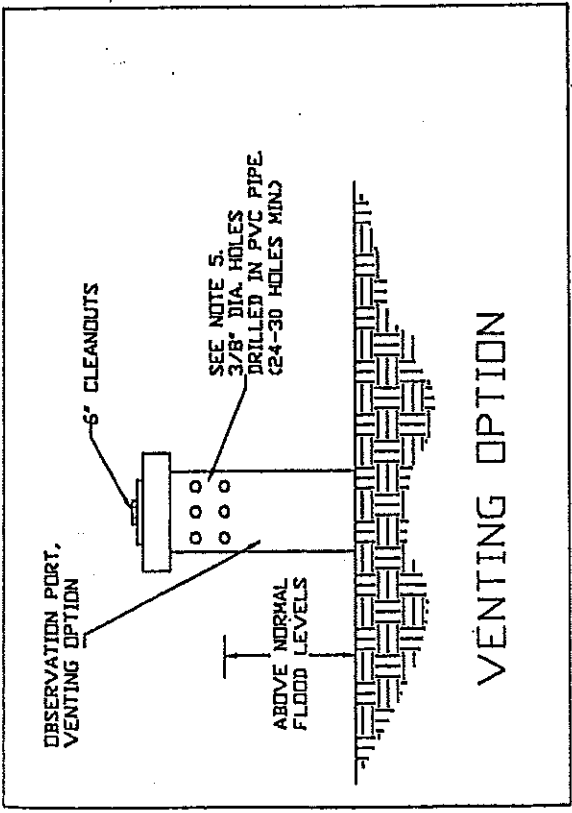 OBSERVATION PORT,
VENTING OPTION
6" CLEANOUTS
SEE NOTE 5.
3/8" DIA. HOLES
DRILLED IN PVC PIPE.
(24-30 HOLES MIN.)
ABOVE NORMAL
FLOOD LEVELS
VENTING OPTION